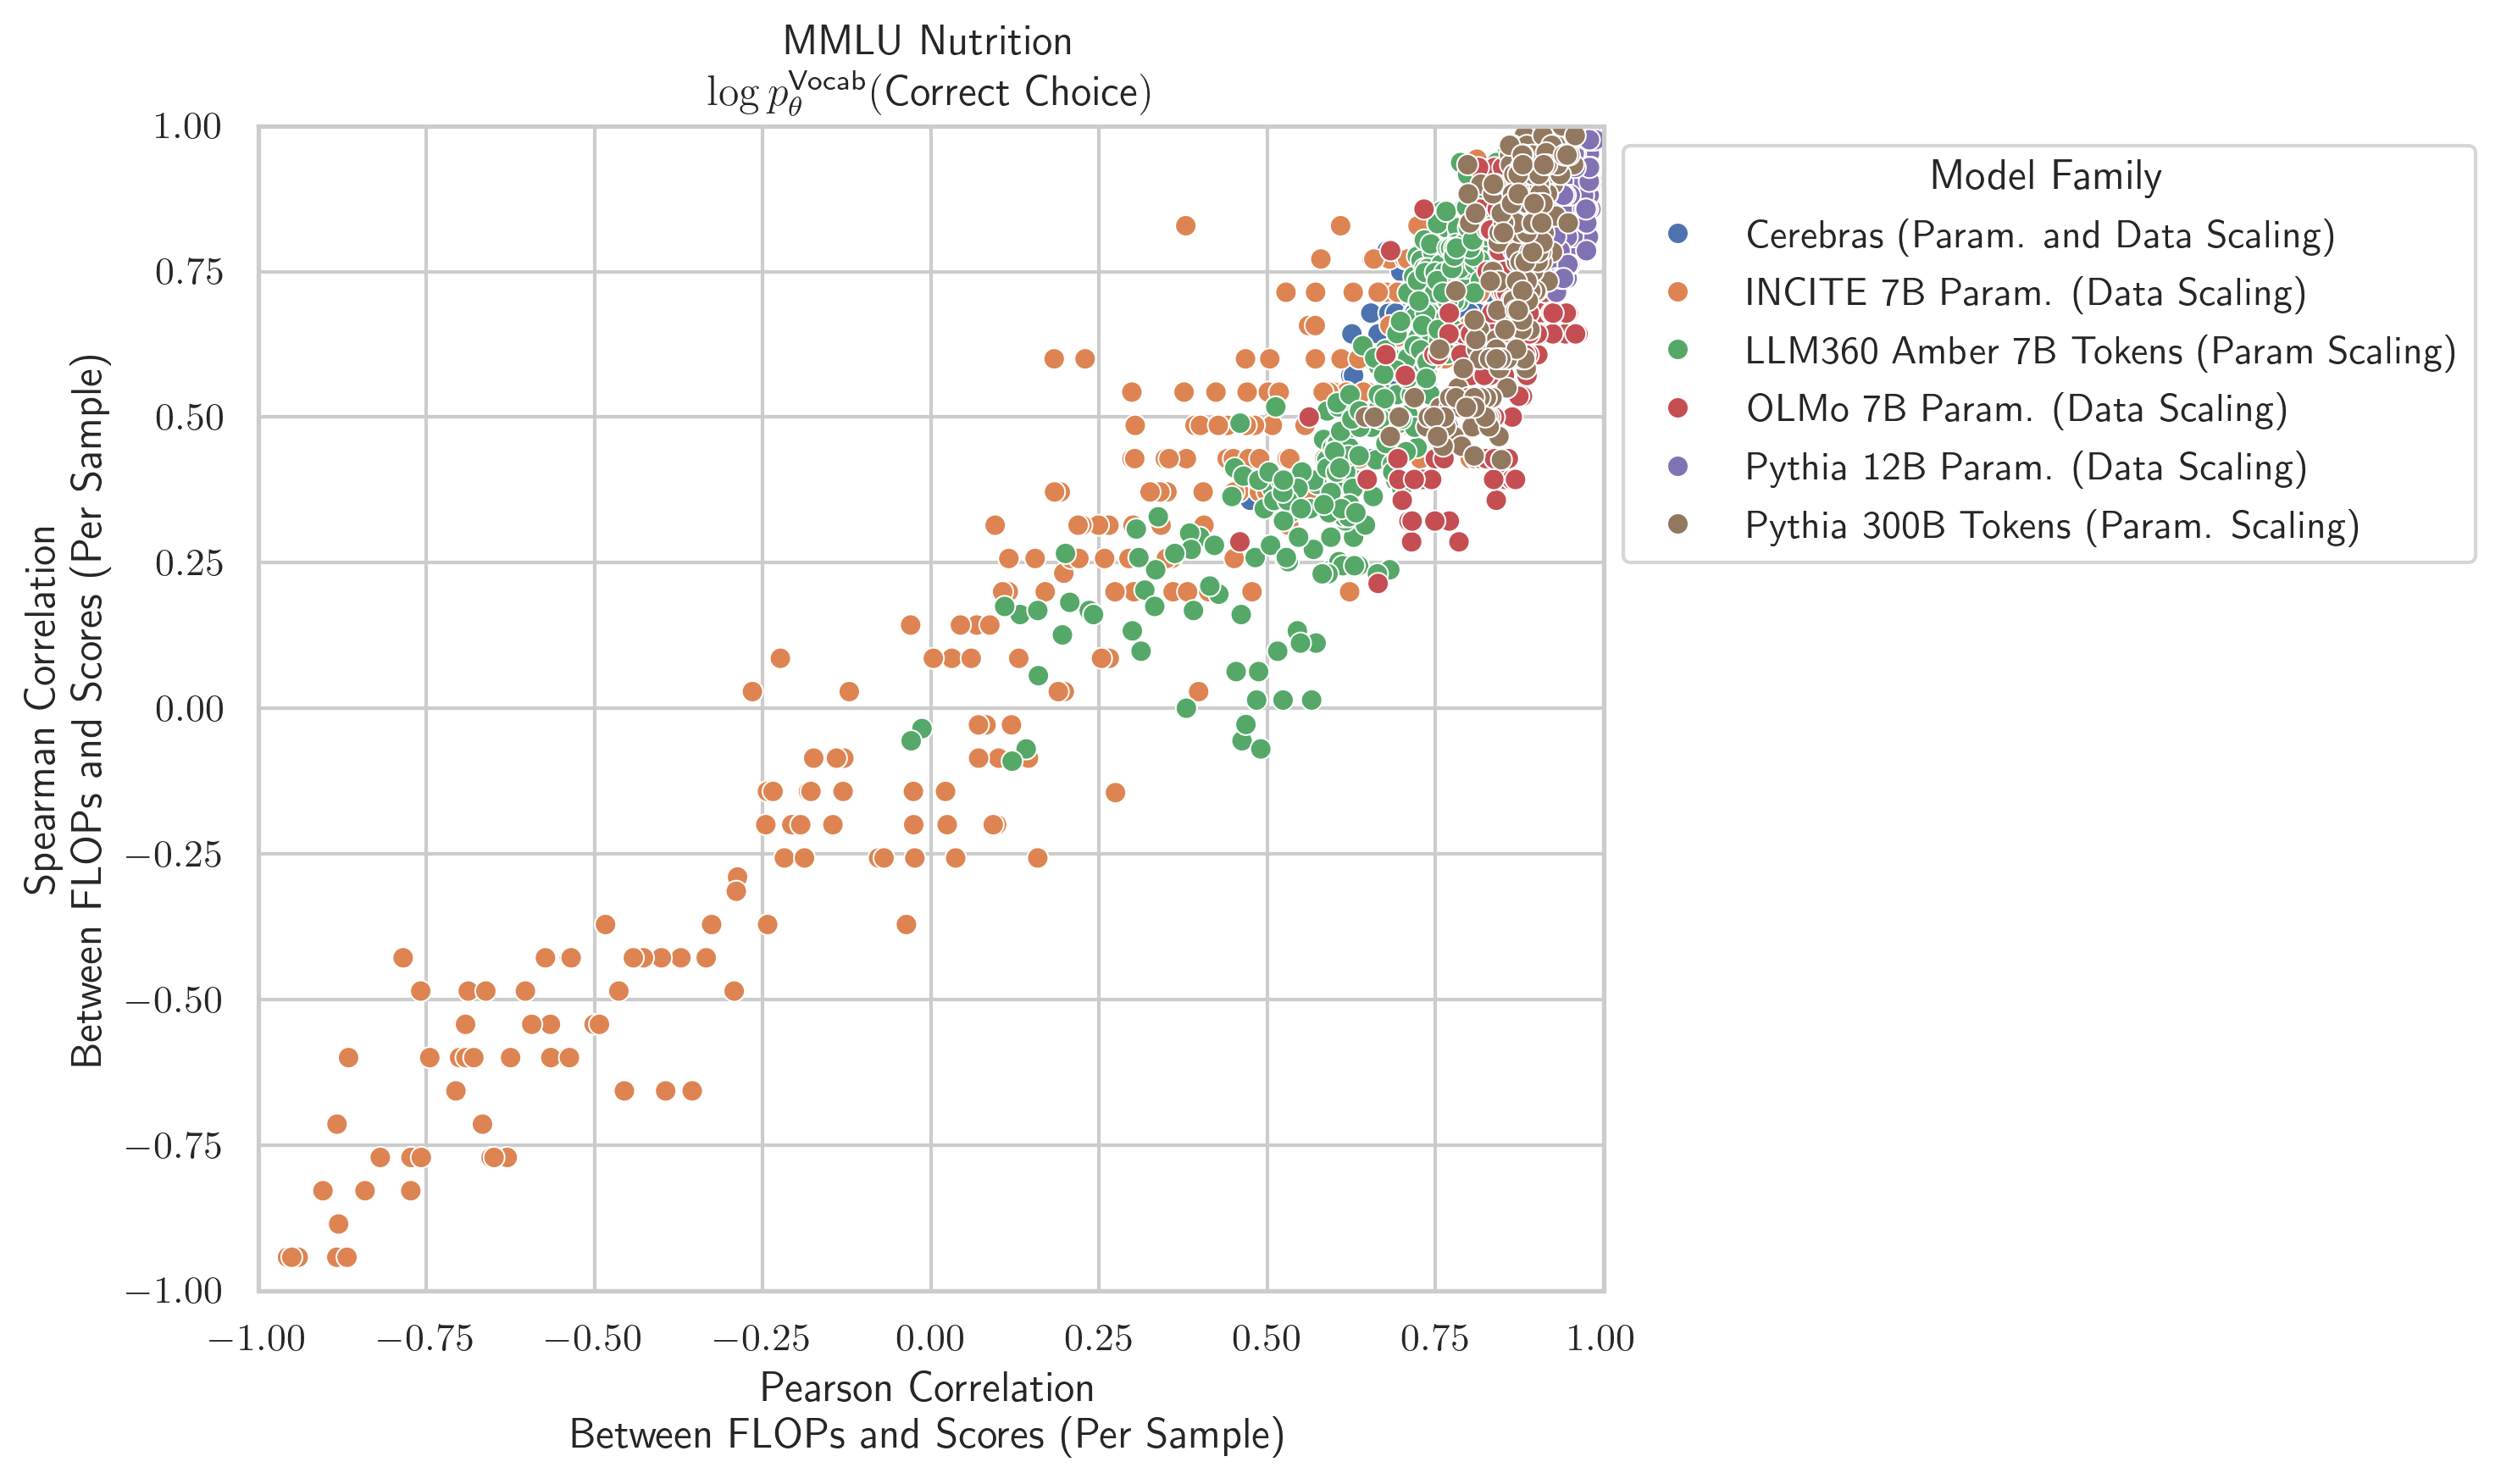 MMLU Nutrition
log p_θ^Vocab(Correct Choice)
1.00
0.75
0.50
0.25
0.00
−0.25
−0.50
−0.75
−1.00
Spearman Correlation
Between FLOPs and Scores (Per Sample)
−1.00
−0.75
−0.50
−0.25
0.00
0.25
0.50
0.75
1.00
Pearson Correlation
Between FLOPs and Scores (Per Sample)
Model Family
Cerebras (Param. and Data Scaling)
INCITE 7B Param. (Data Scaling)
LLM360 Amber 7B Tokens (Param Scaling)
OLMo 7B Param. (Data Scaling)
Pythia 12B Param. (Data Scaling)
Pythia 300B Tokens (Param. Scaling)